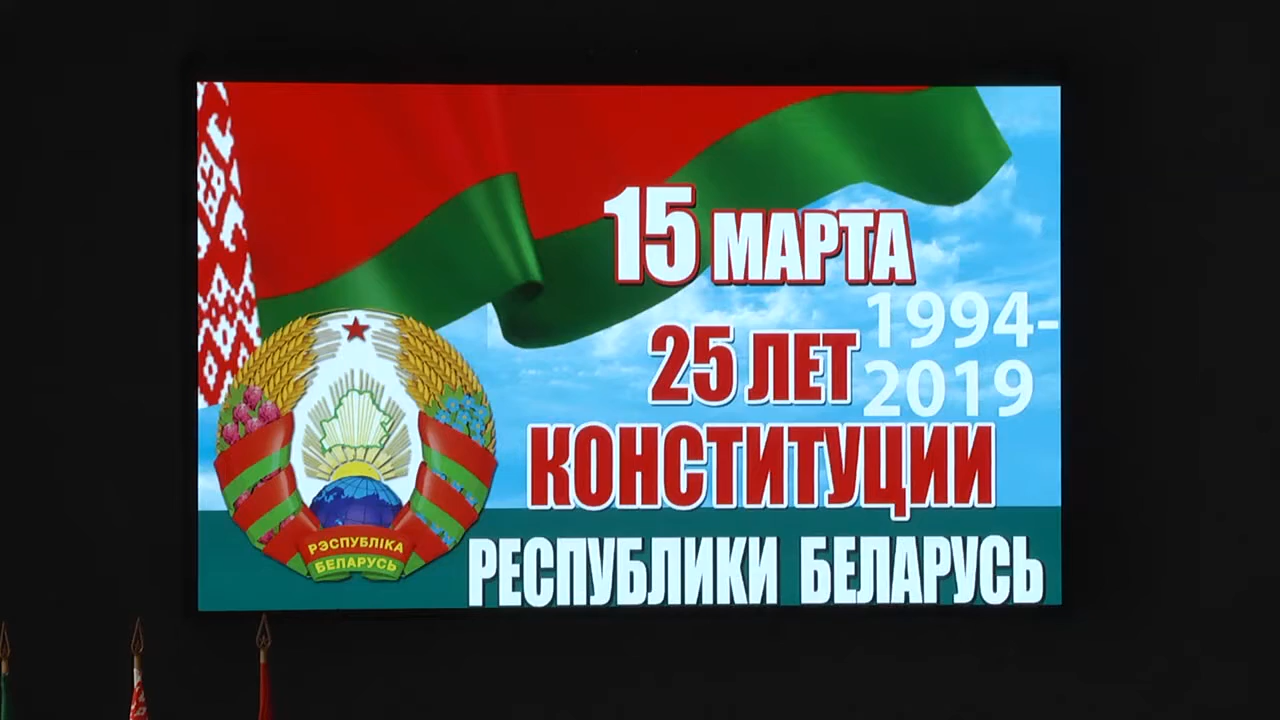 15 МАРТА
1994-
25 ЛЕТ
2019
КОНСТИТУЦИИ
РЕСПУБЛИКИ БЕЛАРУСЬ
РЭСПУБЛІКА
БЕЛАРУСЬ